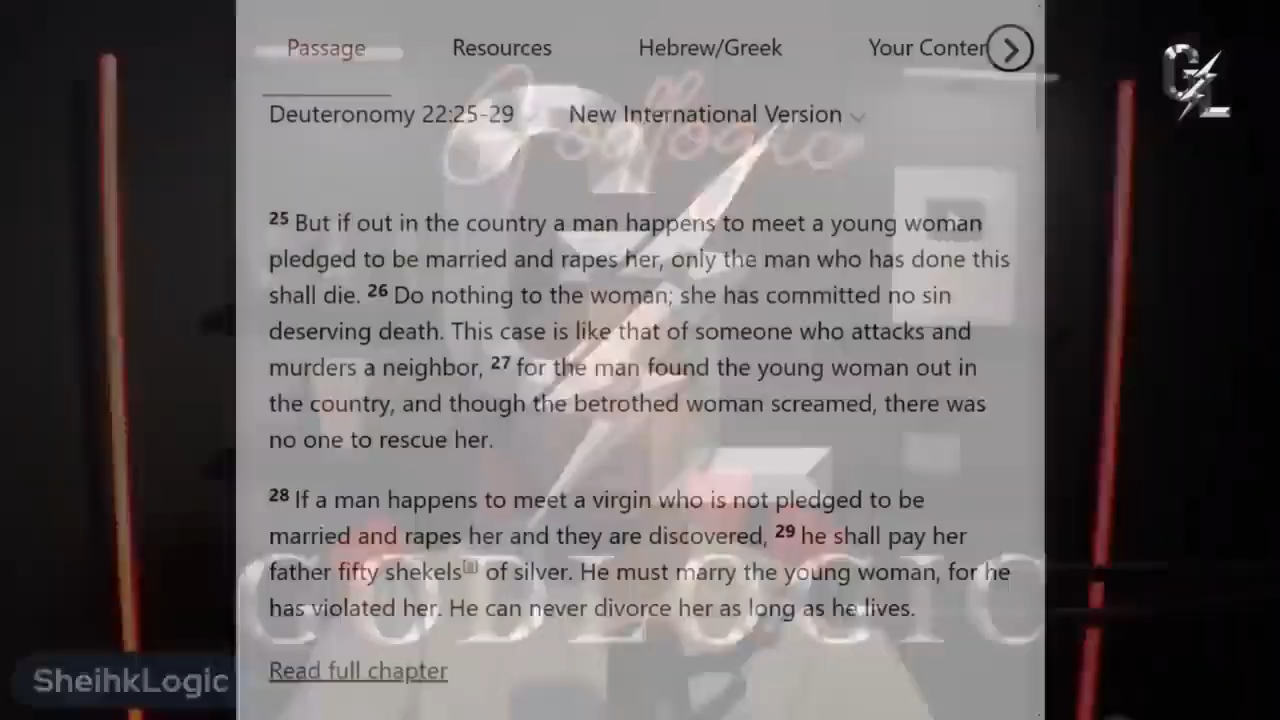 Passage
Resources
Hebrew/Greek
Deuteronomy 22:25-29
New International Version
25 But if out in the country a man happens to meet a young woman
pledged to be married and rapes her, only the man who has done this
shall die. 26 Do nothing to the woman; she has committed no sin
deserving death. This case is like that of someone who attacks and
murders a neighbor, 27 for the man found the young woman out in
the country, and though the betrothed woman screamed, there was
no one to rescue her.
28 If a man happens to meet a virgin who is not pledged to be
married and rapes her and they are discovered, 29 he shall pay her
father fifty shekels[a] of silver. He must marry the young woman, for he
has violated her. He can never divorce her as long as he lives.
Read full chapter
GODLOGIC
SheihkLogic
GL
Godlogic